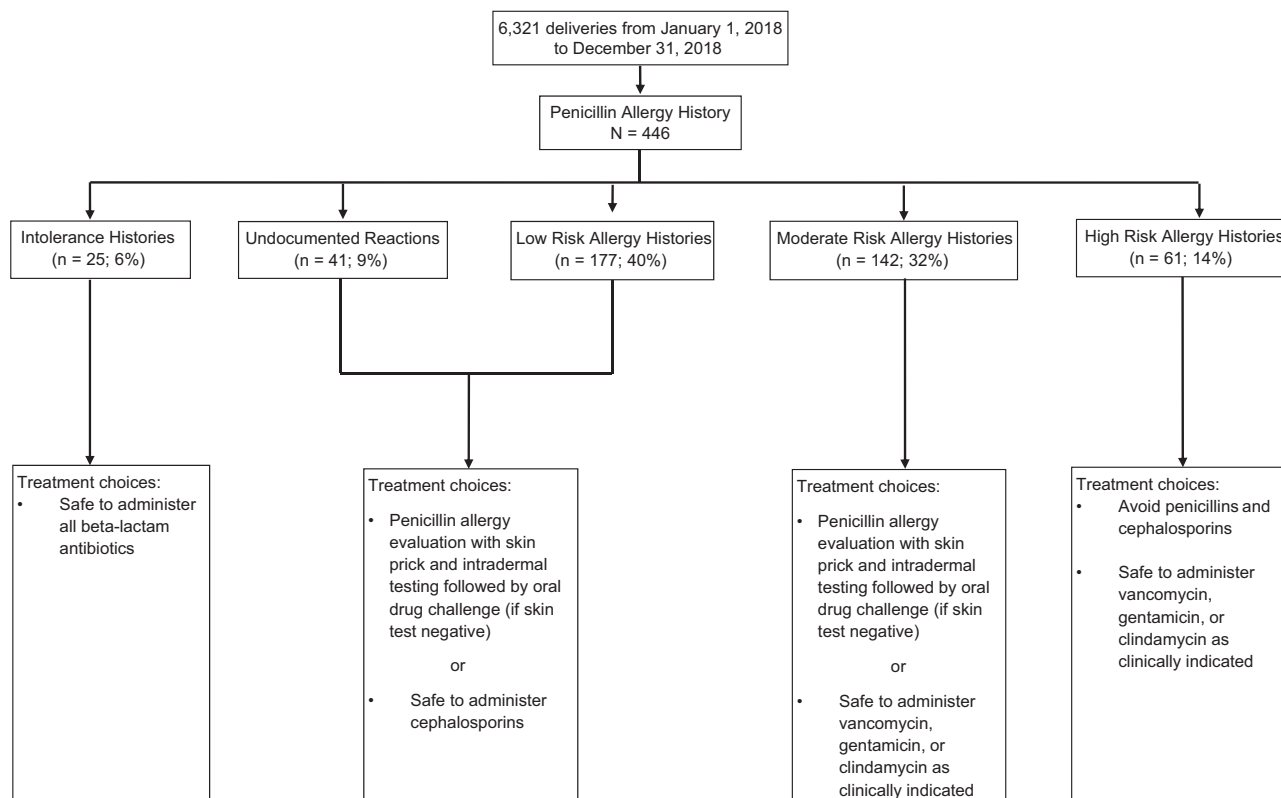 6,321 deliveries from January 1, 2018
to December 31, 2018
Penicillin Allergy History
N = 446
Intolerance Histories
(n = 25; 6%)
Undocumented Reactions
(n = 41; 9%)
Low Risk Allergy Histories
(n = 177; 40%)
Moderate Risk Allergy Histories
(n = 142; 32%)
High Risk Allergy Histories
(n = 61; 14%)
Treatment choices:
• Safe to administer
all beta-lactam
antibiotics
Treatment choices:
• Penicillin allergy
evaluation with skin
prick and intradermal
testing followed by oral
drug challenge (if skin
test negative)
or
• Safe to administer
cephalosporins
Treatment choices:
• Penicillin allergy
evaluation with skin
prick and intradermal
testing followed by oral
drug challenge (if skin
test negative)
or
• Safe to administer
vancomycin,
gentamicin, or
clindamycin as
clinically indicated
Treatment choices:
• Avoid penicillins and
cephalosporins
• Safe to administer
vancomycin,
gentamicin, or
clindamycin as
clinically indicated